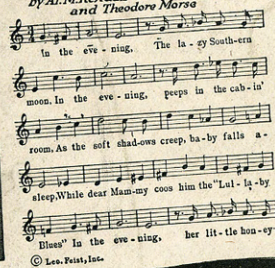 and Theodore Morse
In the eve - ning, The la - zy South-ern
moon. In the eve - ning, peeps in the cab - in'
room. As the soft shad-ows creep, ba - by falls a-
sleep, While dear Mam-my coos him the "Lul - la - by
Blues" In the eve - ning, her lit - tle hon - ey
© Leo. Feist, Inc.